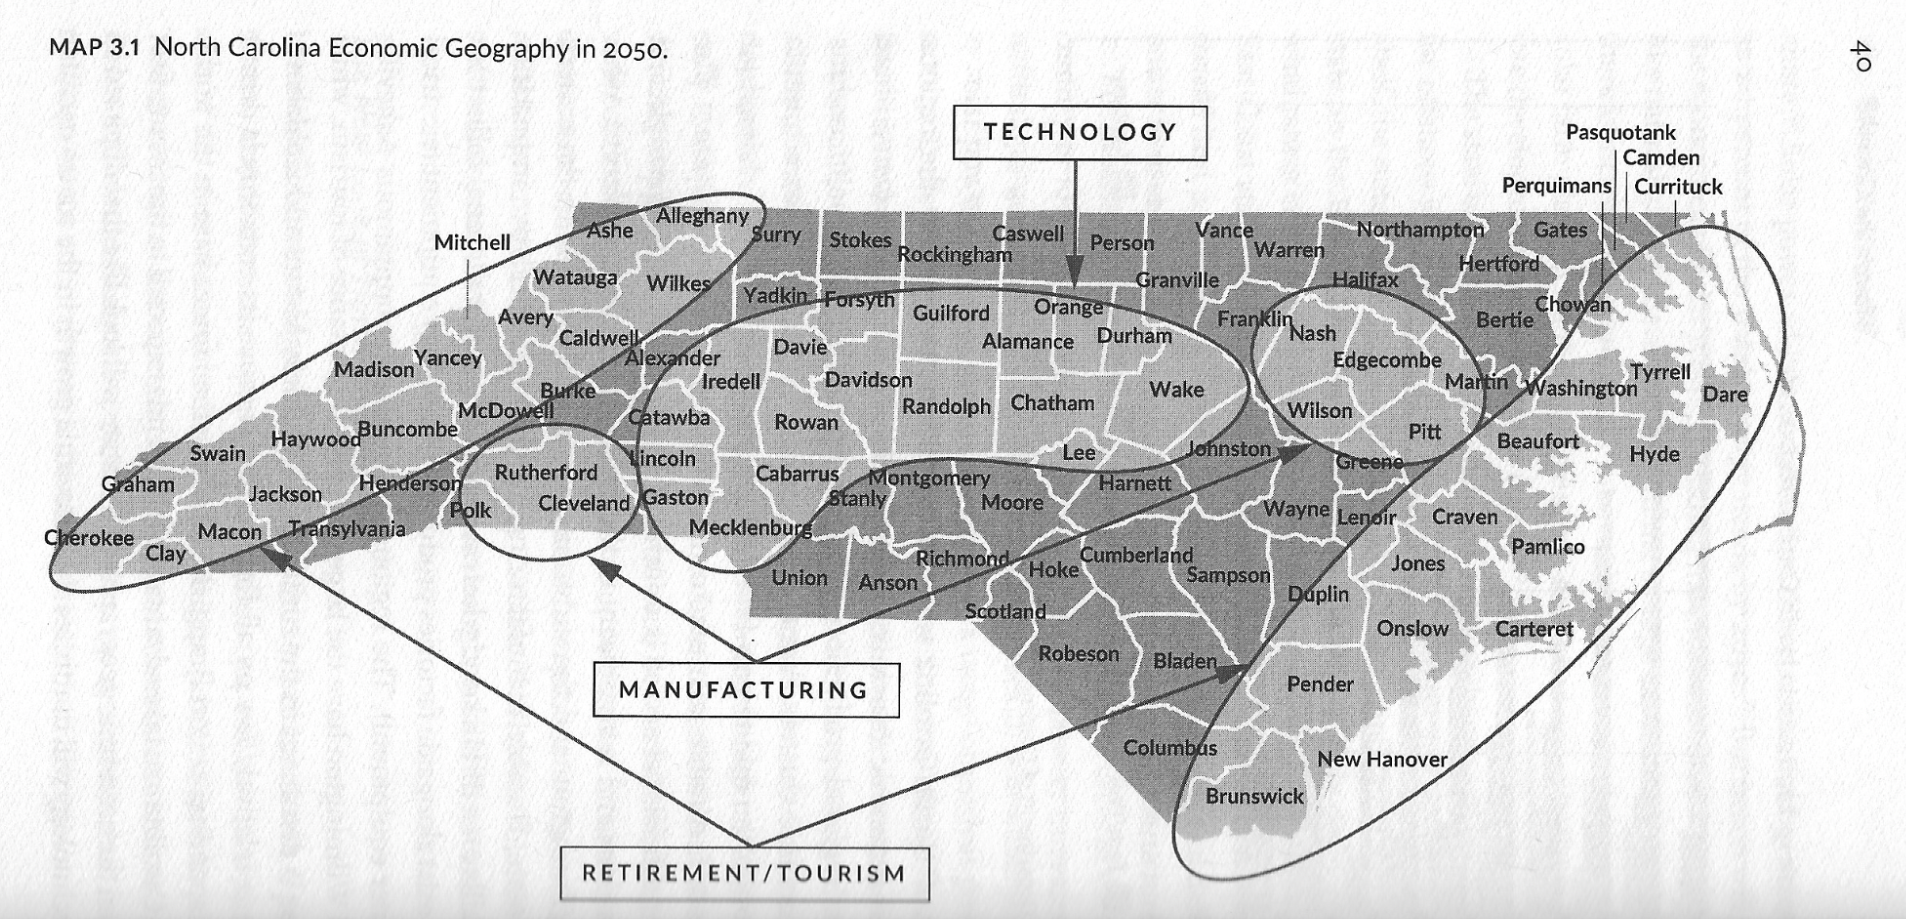 MAP 3.1 North Carolina Economic Geography in 2050.
40
TECHNOLOGY
Pasquotank
Camden
Perquimans
Currituck
Alleghany
Ashe
Surry
Stokes
Rockingham
Caswell
Person
Vance
Granville
Warren
Northampton
Gates
Hertford
Halifax
Mitchell
Watauga
Wilkes
Yadkin
Forsyth
Guilford
Orange
Alamance
Durham
Franklin
Nash
Edgecombe
Bertie
Chowan
Avery
Caldwell
Alexander
Davie
Iredell
Davidson
Wake
Martin
Washington
Tyrrell
Dare
Madison
Yancey
Burke
McDowell
Catawba
Rowan
Randolph
Chatham
Wilson
Pitt
Beaufort
Hyde
Swain
Haywood
Buncombe
Rutherford
Lincoln
Cabarrus
Montgomery
Lee
Johnston
Greene
Graham
Jackson
Henderson
Polk
Cleveland
Gaston
Stanly
Moore
Harnett
Wayne
Lenoir
Craven
Cherokee
Clay
Macon
Transylvania
Mecklenburg
Richmond
Hoke
Cumberland
Sampson
Jones
Pamlico
Union
Anson
Scotland
Duplin
Onslow
Carteret
Robeson
Bladen
Pender
MANUFACTURING
Columbus
New Hanover
Brunswick
RETIREMENT/TOURISM